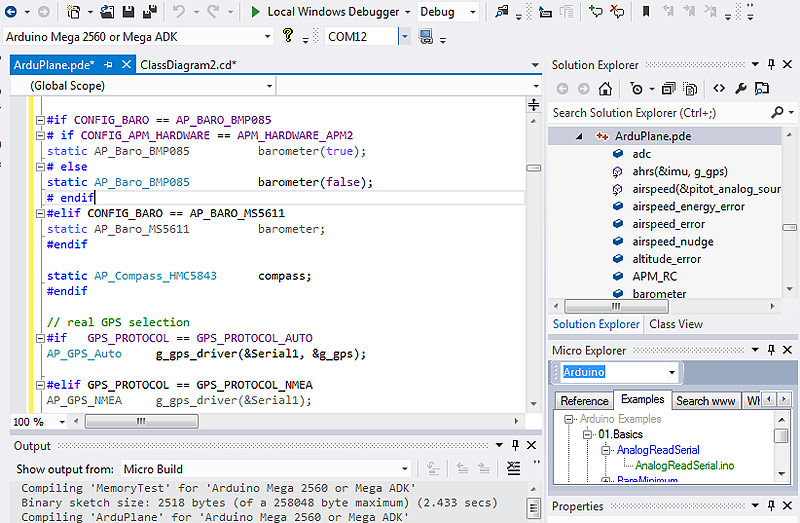 Local Windows Debugger
Debug
Arduino Mega 2560 or Mega ADK
COM12
ArduPlane.pde*
ClassDiagram2.cd*
(Global Scope)
#if CONFIG_BARO == AP_BARO_BMP085
# if CONFIG_APM_HARDWARE == APM_HARDWARE_APM2
static AP_Baro_BMP085 barometer(true);
# else
static AP_Baro_BMP085 barometer(false);
# endif
#elif CONFIG_BARO == AP_BARO_MS5611
static AP_Baro_MS5611 barometer;
#endif
static AP_Compass_HMC5843 compass;
#endif
// real GPS selection
#if GPS_PROTOCOL == GPS_PROTOCOL_AUTO
AP_GPS_Auto g_gps_driver(&Serial1, &g_gps);
#elif GPS_PROTOCOL == GPS_PROTOCOL_NMEA
AP_GPS_NMEA g_gps_driver(&Serial1);
100 %
Output
Show output from: Micro Build
Compiling 'MemoryTest' for 'Arduino Mega 2560 or Mega ADK'
Binary sketch size: 2518 bytes (of a 258048 byte maximum) (2.433 secs)
Compiling 'ArduPlane' for 'Arduino Mega 2560 or Mega ADK'
Solution Explorer
Search Solution Explorer (Ctrl+;)
ArduPlane.pde
adc
ahrs(&imu, g_gps)
airspeed(&pitot_analog_sour
airspeed_energy_error
airspeed_error
airspeed_nudge
altitude_error
APM_RC
barometer
Solution Explorer
Class View
Micro Explorer
Arduino
Reference
Examples
Search www
Arduino Examples
01.Basics
AnalogReadSerial
AnalogReadSerial.ino
BareMinimum
Properties